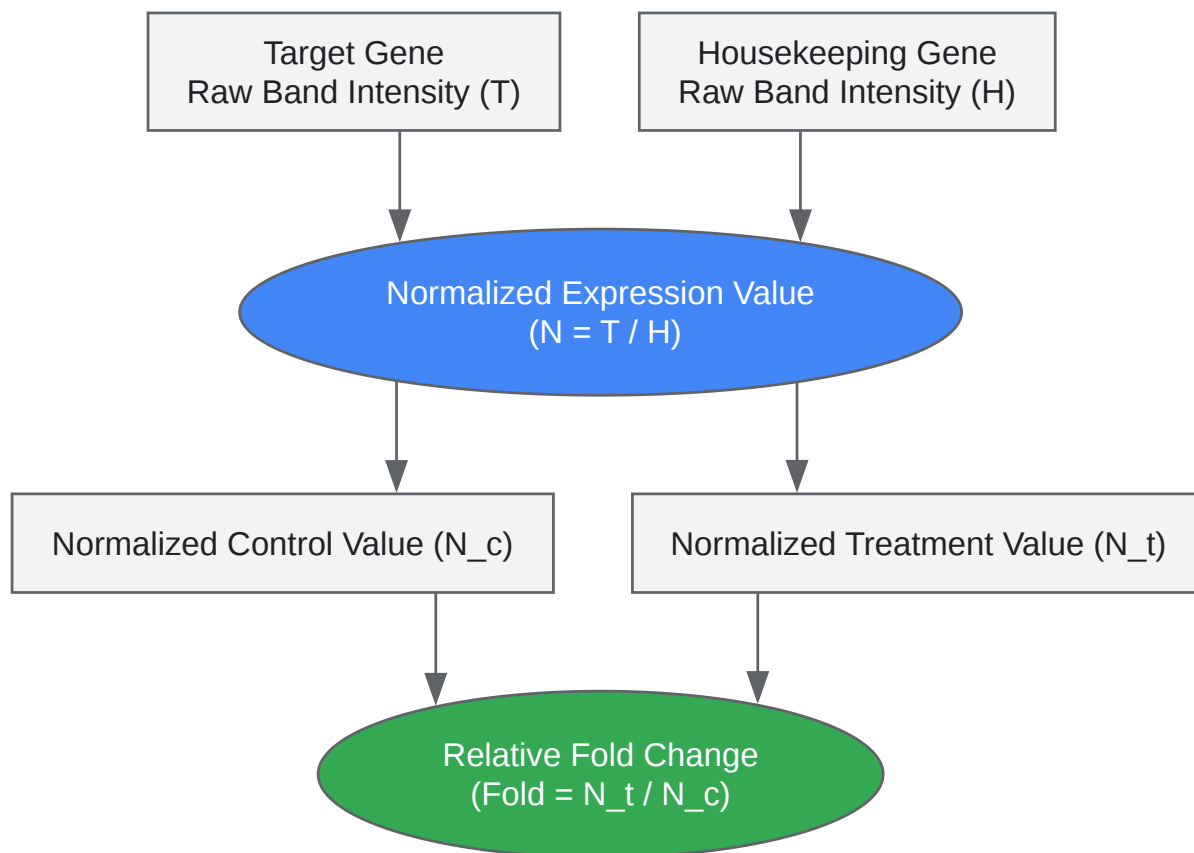 Target Gene
Raw Band Intensity (T)
Housekeeping Gene
Raw Band Intensity (H)
Normalized Expression Value
(N = T / H)
Normalized Control Value (N_c)
Normalized Treatment Value (N_t)
Relative Fold Change
(Fold = N_t / N_c)